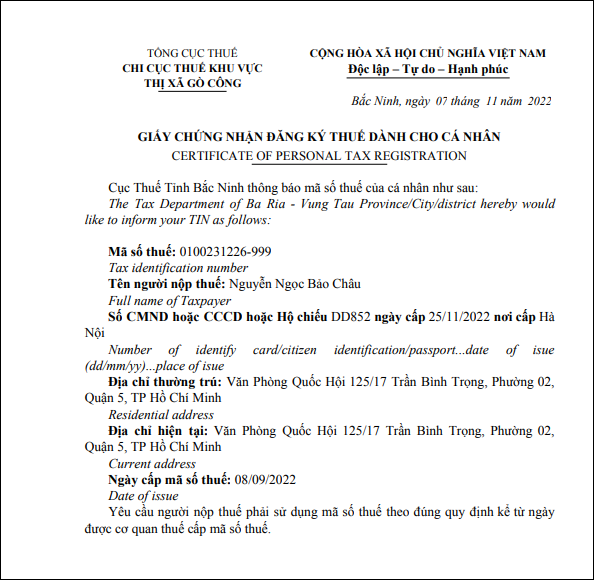 TỔNG CỤC THUẾ
CHI CỤC THUẾ KHU VỰC
THỊ XÃ GÒ CÔNG
CỘNG HÒA XÃ HỘI CHỦ NGHĨA VIỆT NAM
Độc lập – Tự do – Hạnh phúc
Bắc Ninh, ngày 07 tháng 11 năm 2022
GIẤY CHỨNG NHẬN ĐĂNG KÝ THUẾ DÀNH CHO CÁ NHÂN
CERTIFICATE OF PERSONAL TAX REGISTRATION
Cục Thuế Tỉnh Bắc Ninh thông báo mã số thuế của cá nhân như sau:
The Tax Department of Ba Ria - Vung Tau Province/City/district hereby would
like to inform your TIN as follows:
Mã số thuế: 0100231226-999
Tax identification number
Tên người nộp thuế: Nguyễn Ngọc Bảo Châu
Full name of Taxpayer
Số CMND hoặc CCCD hoặc Hộ chiếu DD852 ngày cấp 25/11/2022 nơi cấp Hà
Nội
Number of identify card/citizen identification/passport...date of isue
(dd/mm/yy)...place of isue
Địa chỉ thường trú: Văn Phòng Quốc Hội 125/17 Trần Bình Trọng, Phường 02,
Quận 5, TP Hồ Chí Minh
Residential address
Địa chỉ hiện tại: Văn Phòng Quốc Hội 125/17 Trần Bình Trọng, Phường 02,
Quận 5, TP Hồ Chí Minh
Current address
Ngày cấp mã số thuế: 08/09/2022
Date of issue
Yêu cầu người nộp thuế phải sử dụng mã số thuế theo đúng quy định kể từ ngày
được cơ quan thuế cấp mã số thuế.